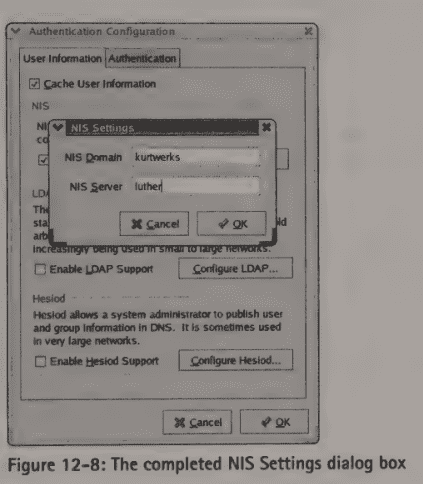 Authentication Configuration
User Information Authentication
Cache User Information
NIS
NIS Settings
NIS Domain kurtwerks
NIS Server luther
Cancel OK
increasingly being used in small to large networks.
Enable LDAP Support Configure LDAP...
Hesiod
Hesiod allows a system administrator to publish user
and group information in DNS. It is sometimes used
in very large networks.
Enable Hesiod Support Configure Hesiod...
Cancel OK
Figure 12-8: The completed NIS Settings dialog box